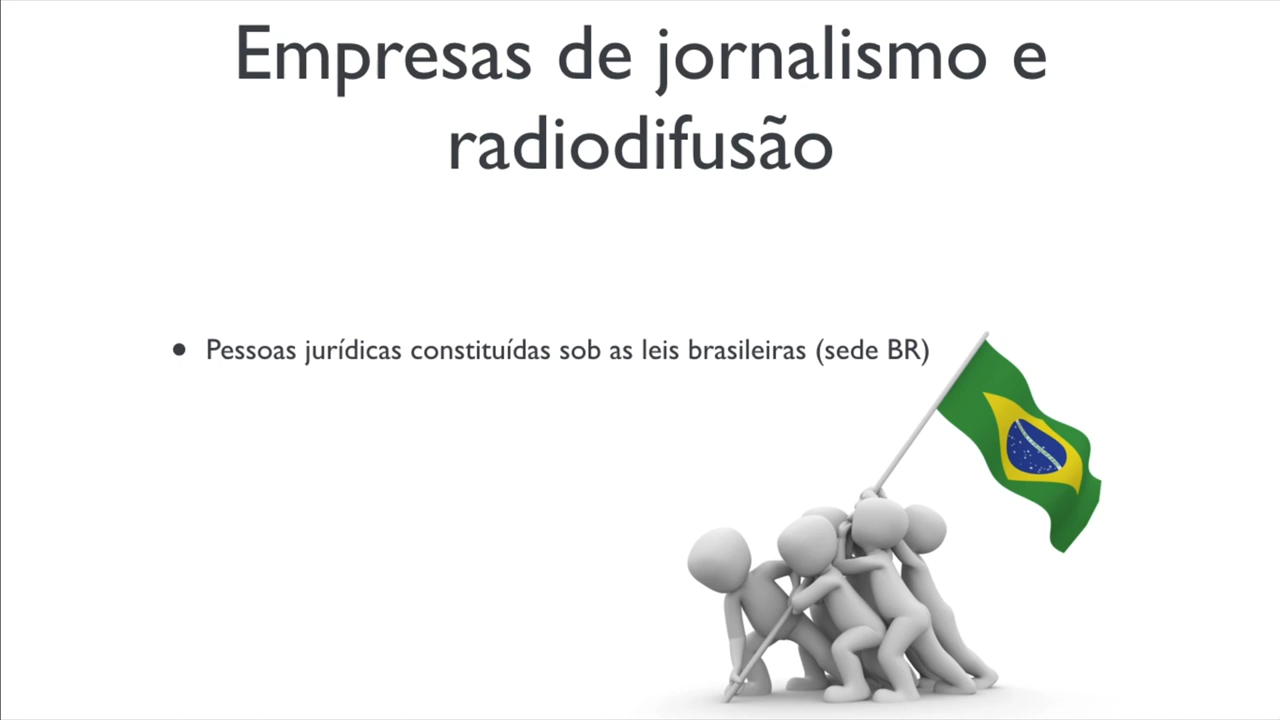 Empresas de jornalismo e
radiodifusão
• Pessoas jurídicas constituídas sob as leis brasileiras (sede BR)